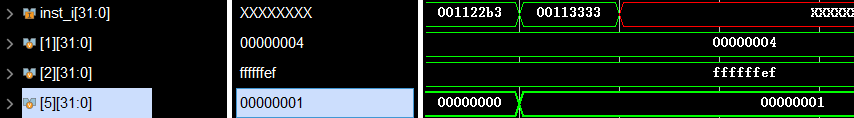 inst_i[31:0] XXXXXXXX 001122b3 00113333 XXXXXX
[1][31:0] 00000004 00000004
[2][31:0] ffffffef ffffffef
[5][31:0] 00000001 00000000 00000001